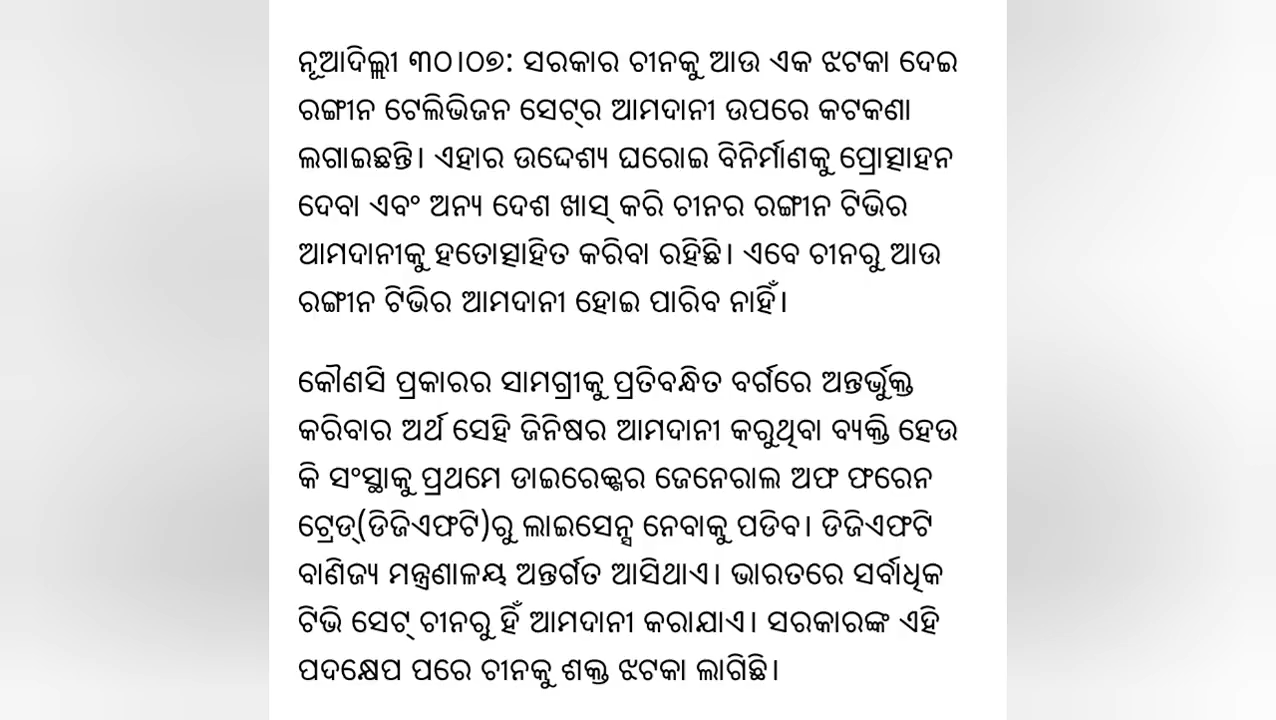 ନୂଆଦିଲ୍ଲୀ ୩୦।୦୭: ସରକାର ଚୀନକୁ ଆଉ ଏକ ଝଟକା ଦେଇ
ରଙ୍ଗୀନ ଟେଲିଭିଜନ ସେଟ୍‌ର ଆମଦାନୀ ଉପରେ କଟକଣା
ଲଗାଇଛନ୍ତି। ଏହାର ଉଦ୍ଦେଶ୍ୟ ଘରୋଇ ବିନିର୍ମାଣକୁ ପ୍ରୋତ୍ସାହନ
ଦେବା ଏବଂ ଅନ୍ୟ ଦେଶ ଖାସ୍ କରି ଚୀନର ରଙ୍ଗୀନ ଟିଭିର
ଆମଦାନୀକୁ ହତୋତ୍ସାହିତ କରିବା ରହିଛି। ଏବେ ଚୀନରୁ ଆଉ
ରଙ୍ଗୀନ ଟିଭିର ଆମଦାନୀ ହୋଇ ପାରିବ ନାହିଁ।
କୌଣସି ପ୍ରକାରର ସାମଗ୍ରୀକୁ ପ୍ରତିବନ୍ଧିତ ବର୍ଗରେ ଅନ୍ତର୍ଭୁକ୍ତ
କରିବାର ଅର୍ଥ ସେହି ଜିନିଷର ଆମଦାନୀ କରୁଥିବା ବ୍ୟକ୍ତି ହେଉ
କି ସଂସ୍ଥାକୁ ପ୍ରଥମେ ଡାଇରେକ୍ଟର ଜେନେରାଲ ଅଫ ଫରେନ
ଟ୍ରେଡ୍(ଡିଜିଏଫଟି)ରୁ ଲାଇସେନ୍ସ ନେବାକୁ ପଡିବ। ଡିଜିଏଫଟି
ବାଣିଜ୍ୟ ମନ୍ତ୍ରଣାଳୟ ଅନ୍ତର୍ଗତ ଆସିଥାଏ। ଭାରତରେ ସର୍ବାଧିକ
ଟିଭି ସେଟ୍ ଚୀନରୁ ହିଁ ଆମଦାନୀ କରାଯାଏ। ସରକାରଙ୍କ ଏହି
ପଦକ୍ଷେପ ପରେ ଚୀନକୁ ଶକ୍ତ ଝଟକା ଲାଗିଛି।